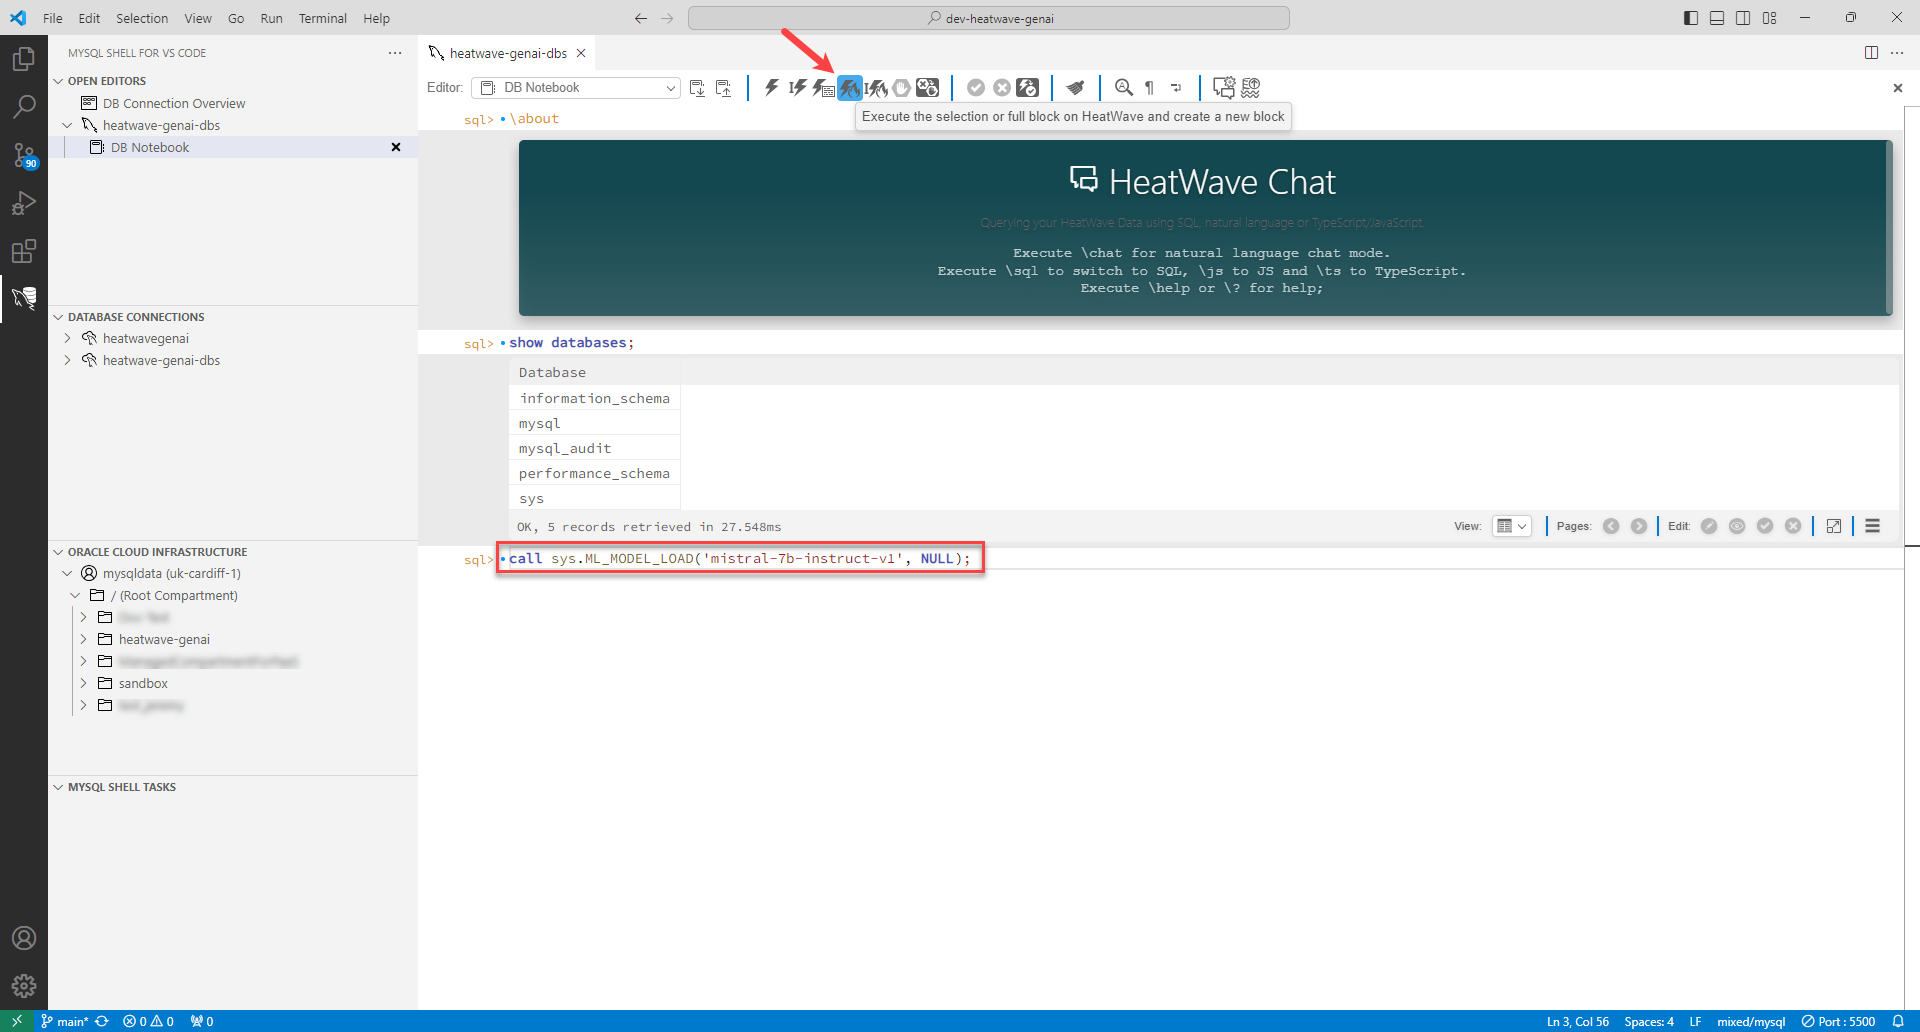 File Edit Selection View Go Run Terminal Help
dev-heatwave-genai
MYSQL SHELL FOR VS CODE
OPEN EDITORS
DB Connection Overview
heatwave-genai-dbs
DB Notebook
90
DATABASE CONNECTIONS
heatwavegenai
heatwave-genai-dbs
ORACLE CLOUD INFRASTRUCTURE
mysqldata (uk-cardiff-1)
/ (Root Compartment)
heatwave-genai
sandbox
MYSQL SHELL TASKS
heatwave-genai-dbs
Editor: DB Notebook
Execute the selection or full block on HeatWave and create a new block
sql> \about
HeatWave Chat
Querying your HeatWave Data using SQL, natural language or TypeScript/JavaScript.
Execute \chat for natural language chat mode.
Execute \sql to switch to SQL, \js to JS and \ts to TypeScript.
Execute \help or \? for help;
sql> show databases;
Database
information_schema
mysql
mysql_audit
performance_schema
sys
OK, 5 records retrieved in 27.548ms
View: Pages: Edit:
sql> call sys.ML_MODEL_LOAD('mistral-7b-instruct-v1', NULL);
main* 0 0 0
Ln 3, Col 56 Spaces: 4 LF mixed/mysql Port : 5500